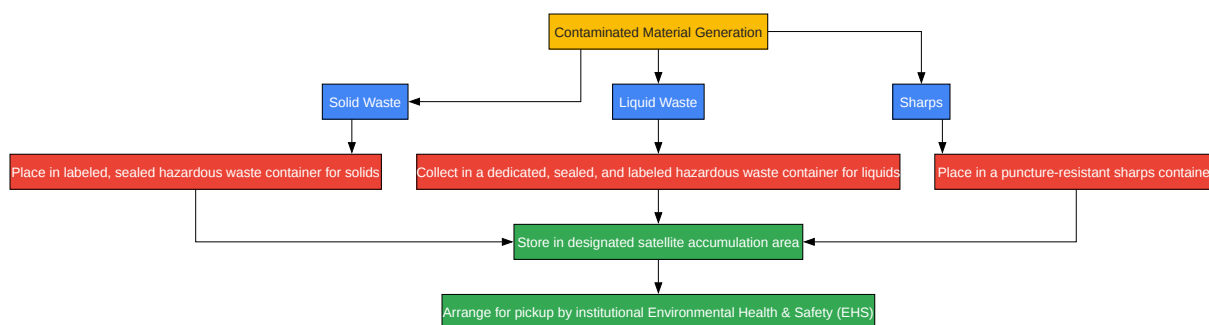 Contaminated Material Generation
Solid Waste
Liquid Waste
Sharps
Place in labeled, sealed hazardous waste container for solids
Collect in a dedicated, sealed, and labeled hazardous waste container for liquids
Place in a puncture-resistant sharps containe
Store in designated satellite accumulation area
Arrange for pickup by institutional Environmental Health & Safety (EHS)